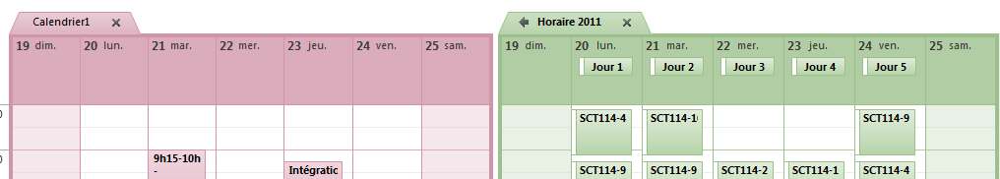 Calendrier1
19 dim. 20 lun. 21 mar. 22 mer. 23 jeu. 24 ven. 25 sam.
9h15-10h
-
Intégratio
Horaire 2011
19 dim. 20 lun. 21 mar. 22 mer. 23 jeu. 24 ven. 25 sam.
Jour 1 Jour 2 Jour 3 Jour 4 Jour 5
SCT114-4 SCT114-10 SCT114-9
SCT114-9 SCT114-9 SCT114-2 SCT114-1 SCT114-4